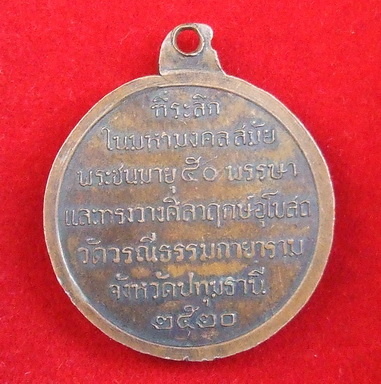 ที่ระลึก
ในมหามงคลสมัย
พระชนมายุ ๕๐ พรรษา
และทรงวางศิลาฤกษ์อุโบสถ
วัดวรณีธรรมกายาราม
จังหวัดปทุมธานี
๒๕๒๐